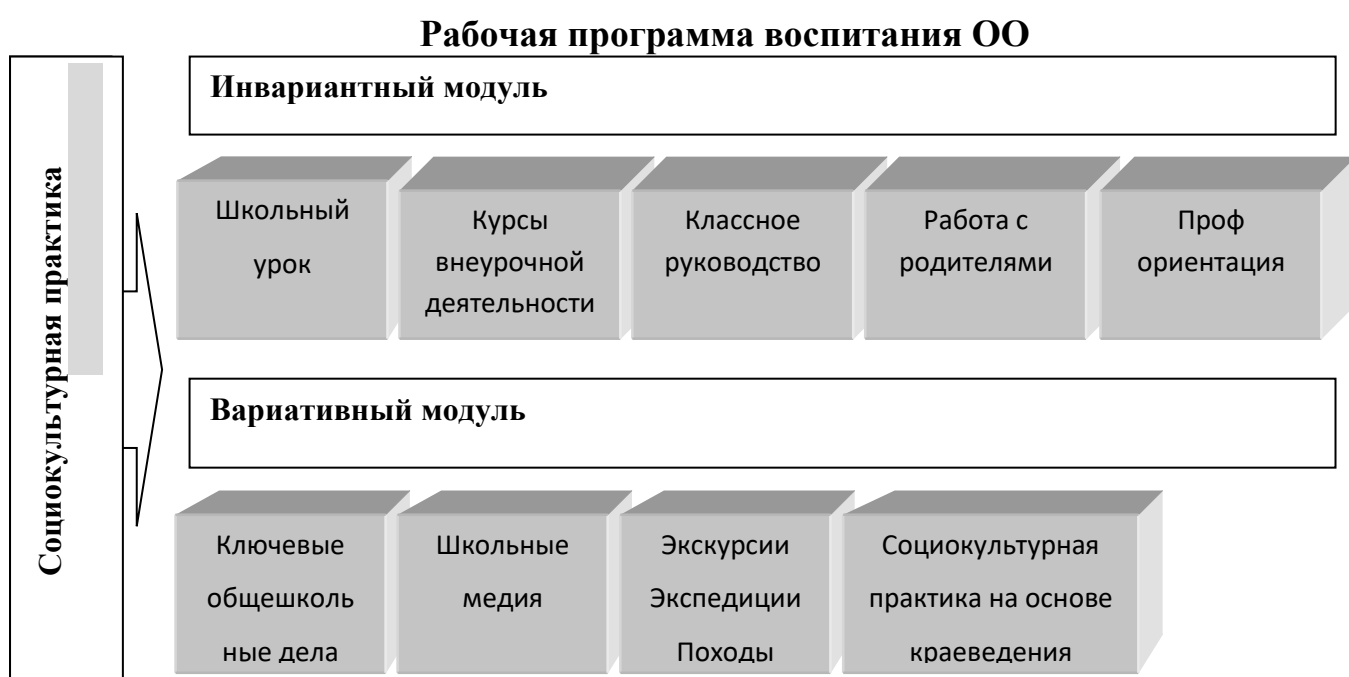 Рабочая программа воспитания ОО
Социокультурная практика
Инвариантный модуль
Школьный
урок
Курсы
внеурочной
деятельности
Классное
руководство
Работа с
родителями
Проф
ориентация
Вариативный модуль
Ключевые
общешколь
ные дела
Школьные
медия
Экскурсии
Экспедиции
Походы
Социокультурная
практика на основе
краеведения